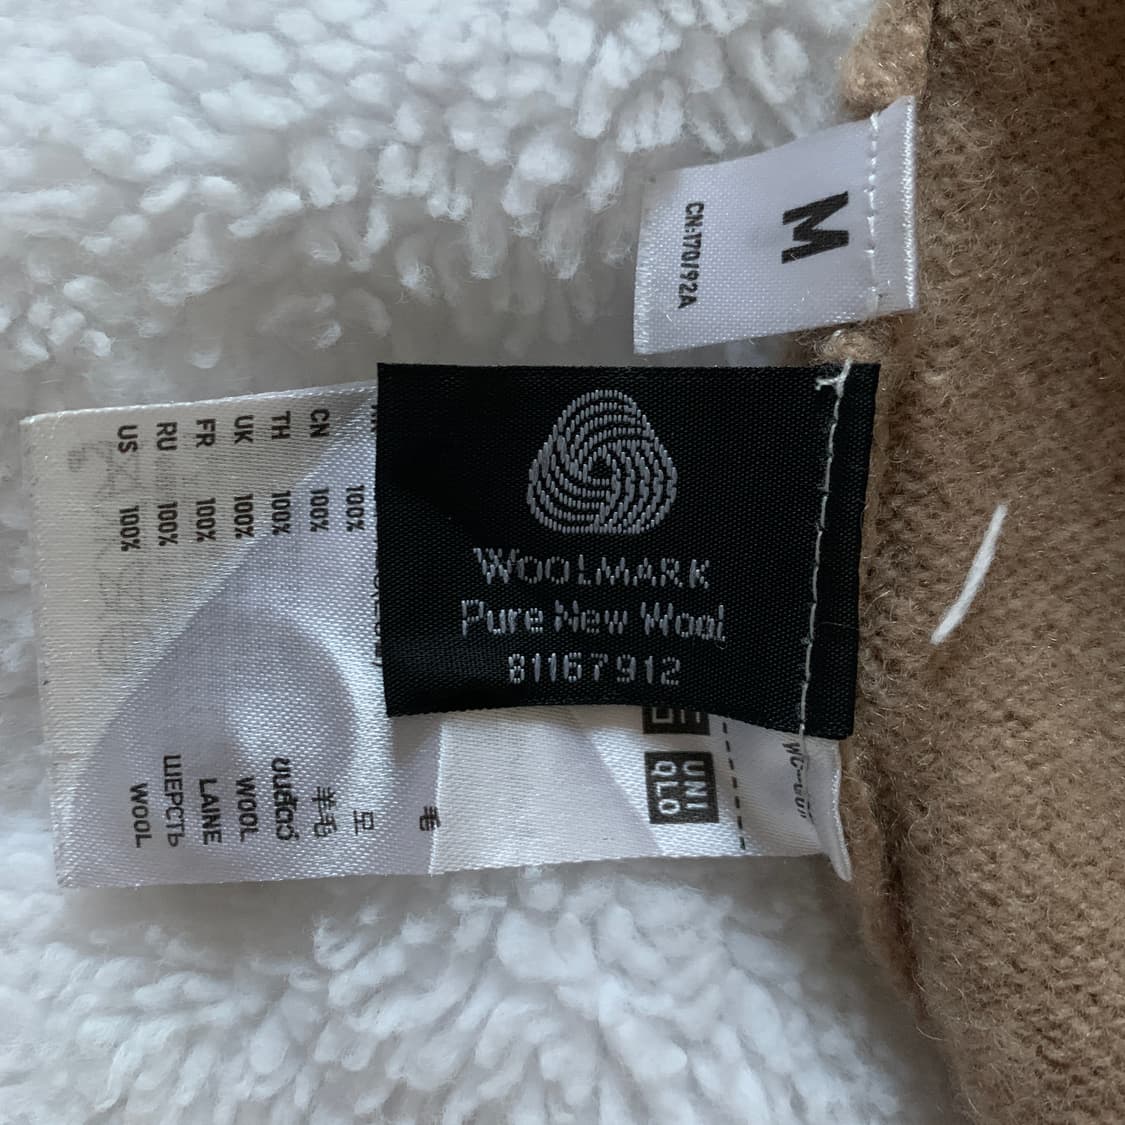 M
CN:170/92A
WOOLMARK
Pure New Wool
81167912
UNI
QLO
毛
100%
CN 100% 羊毛
TH 100% ขนสัตว์
UK 100% WOOL
FR 100% LAINE
RU 100% ШЕРСТЬ
US 100% WOOL